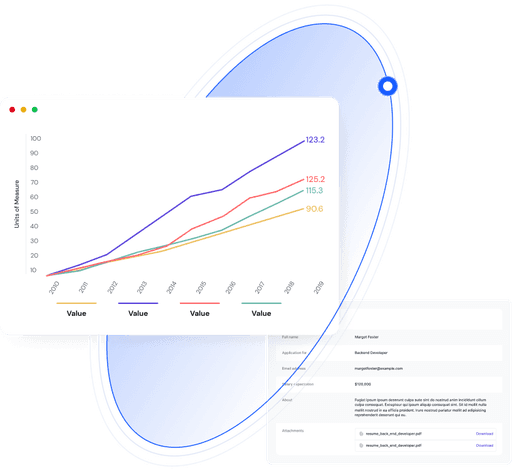 100
90
80
70
60
50
40
30
20
10
Units of Measure
123.2
125.2
115.3
90.6
2010
2011
2012
2013
2014
2015
2016
2017
2018
2019
Value
Value
Value
Value
Full name
Margot Foster
Application for
Backend Developer
Email address
margotfoster@example.com
$120,000
About
Fugiat ipsum ipsum deserunt culpa aute sint do nostrud anim incididunt cillum
culpa consequat. Excepteur qui ipsum aliquip consequat sint. Sit id mollit nulla
mollit nostrud in ea officia proident. Irure nostrud pariatur mollit ad adipisicing
reprehenderit deserunt qui eu.
Attachments
resume_back_end_developer.pdf
Download
resume_back_end_developer.pdf
Download